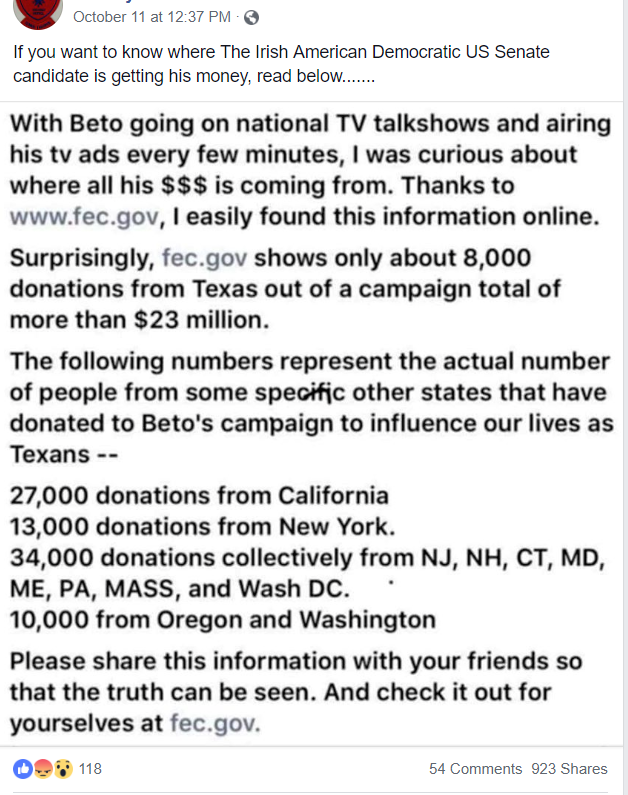 October 11 at 12:37 PM ·
If you want to know where The Irish American Democratic US Senate
candidate is getting his money, read below.......
With Beto going on national TV talkshows and airing
his tv ads every few minutes, I was curious about
where all his $$$ is coming from. Thanks to
www.fec.gov, I easily found this information online.
Surprisingly, fec.gov shows only about 8,000
donations from Texas out of a campaign total of
more than $23 million.
The following numbers represent the actual number
of people from some specific other states that have
donated to Beto's campaign to influence our lives as
Texans --
27,000 donations from California
13,000 donations from New York.
34,000 donations collectively from NJ, NH, CT, MD,
ME, PA, MASS, and Wash DC.
10,000 from Oregon and Washington
Please share this information with your friends so
that the truth can be seen. And check it out for
yourselves at fec.gov.
118
54 Comments 923 Shares